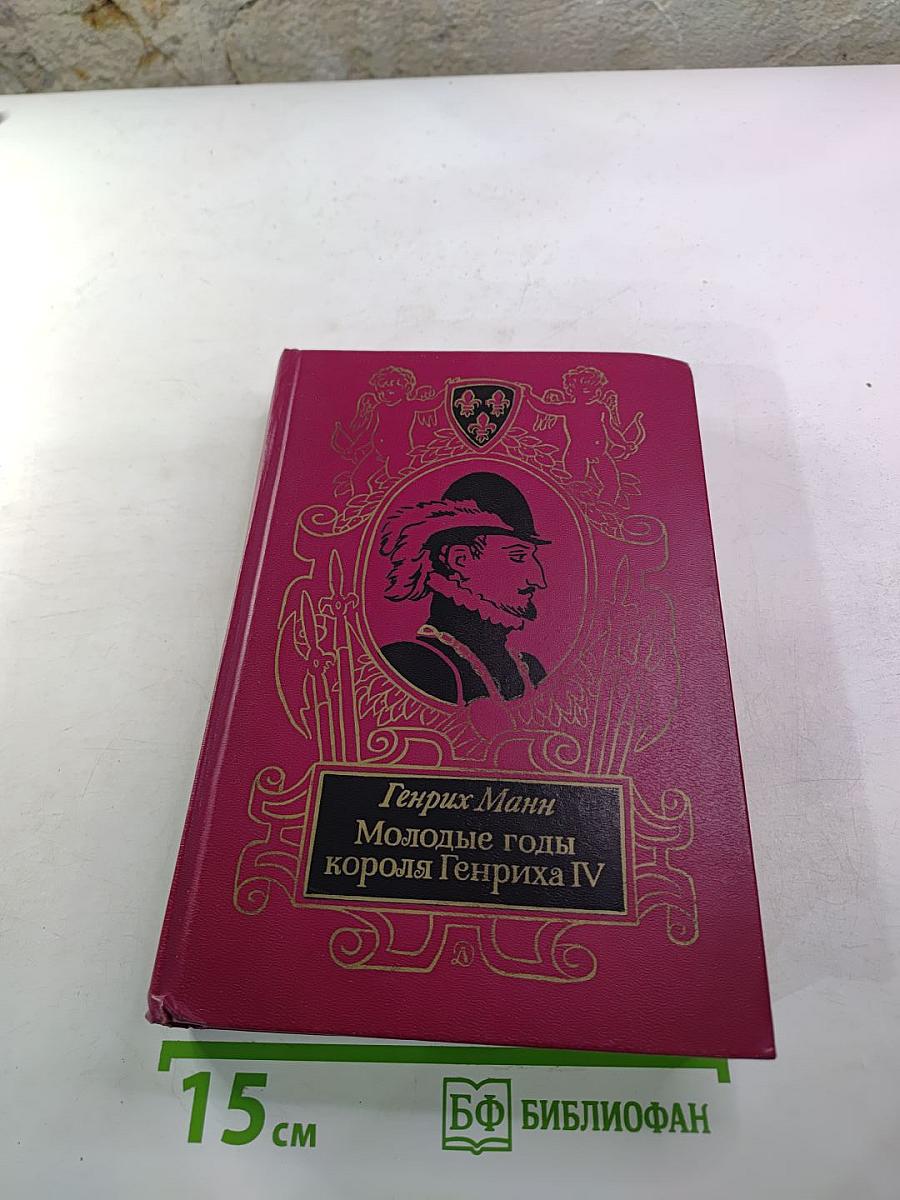 Генрих Манн
Молодые годы
короля Генриха IV
15 см
БФ БИБЛИОФАН